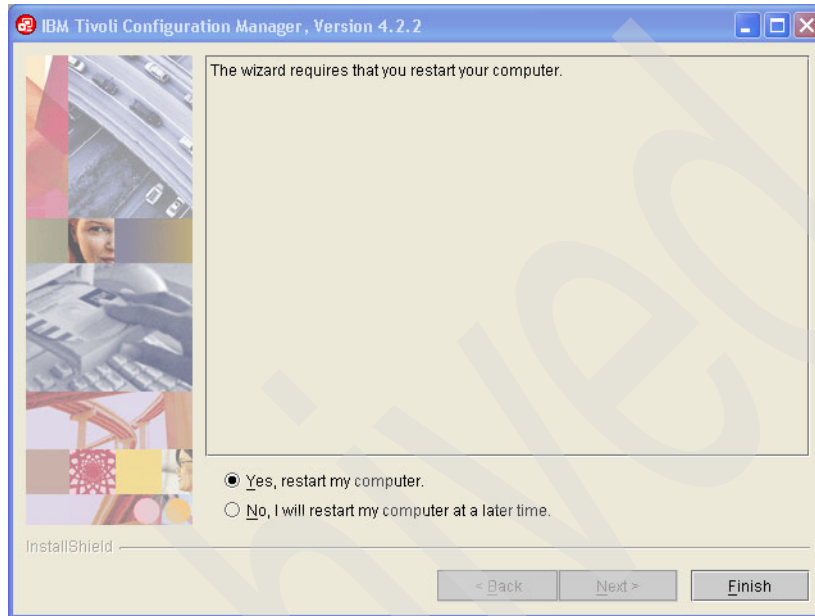 IBM Tivoli Configuration Manager, Version 4.2.2
The wizard requires that you restart your computer.
Yes, restart my computer.
No, I will restart my computer at a later time.
InstallShield
< Back Next > Finish